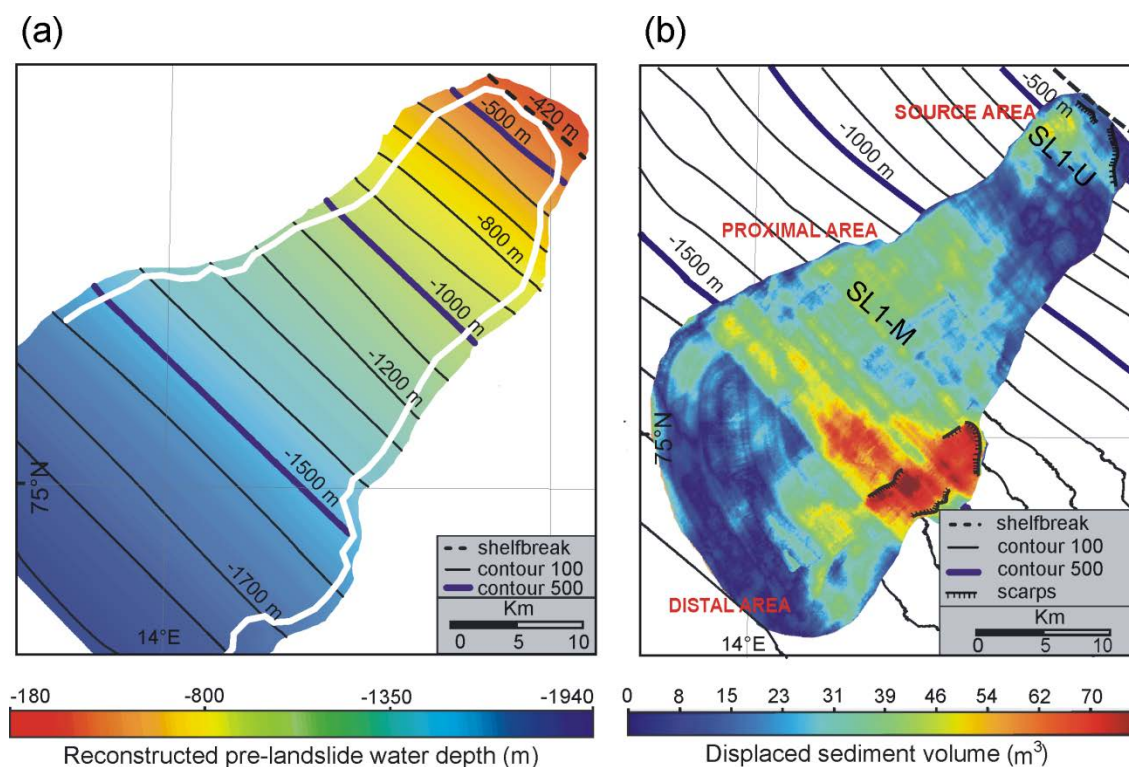 (a)
-420 m
-500 m
-800 m
-1000 m
-1200 m
-1500 m
-1700 m
75°N
14°E
shelfbreak
contour 100
contour 500
Km
0 5 10
-180 -800 -1350 -1940
Reconstructed pre-landslide water depth (m)
(b)
-500 m
SOURCE AREA
SL1-U
-1000 m
PROXIMAL AREA
-1500 m
SL1-M
75°N
DISTAL AREA
14°E
shelfbreak
contour 100
contour 500
scarps
Km
0 5 10
0 8 15 23 31 39 46 54 62 70
Displaced sediment volume (m³)